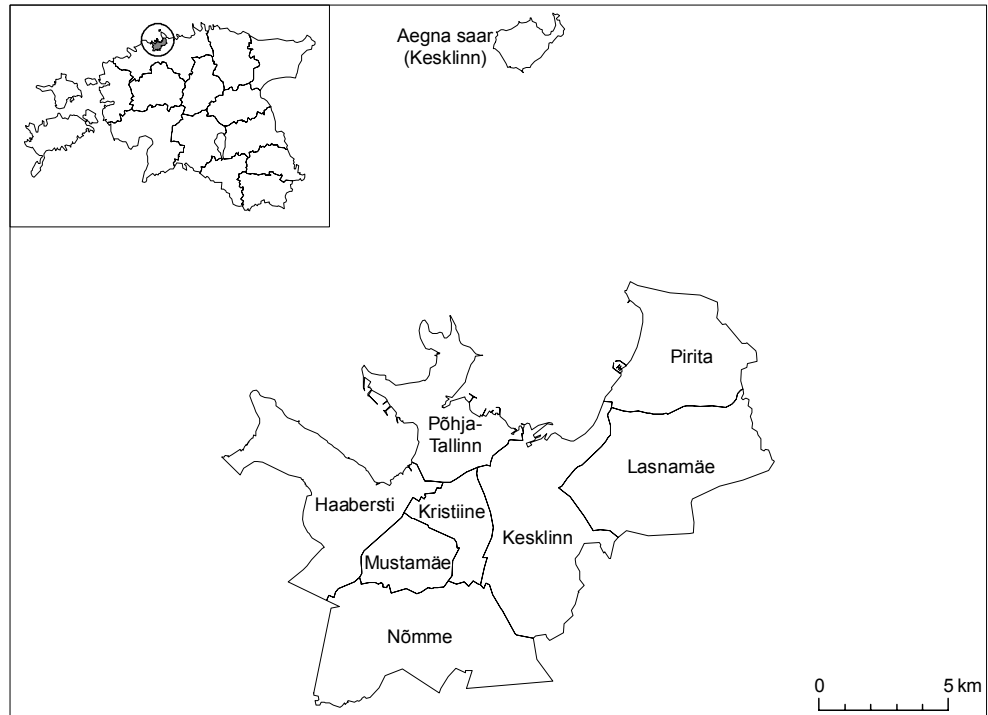 Aegna saar
(Kesklinn)
Pirita
Põhja-
Tallinn
Lasnamäe
Haabersti
Kristiine
Kesklinn
Mustamäe
Nõmme
0
5 km